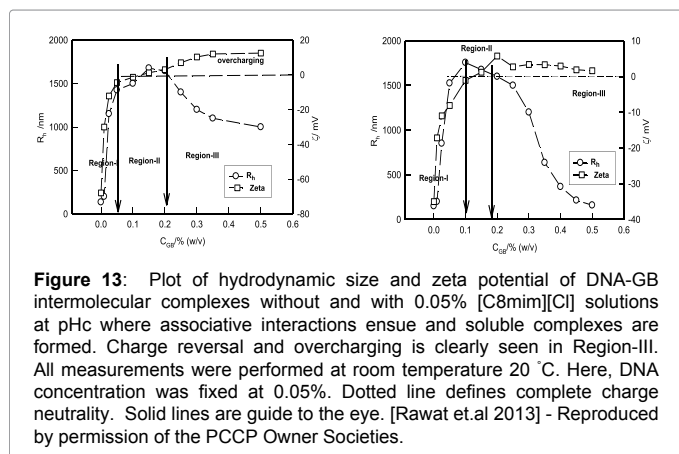 2000
1500
1000
500
0
R_h /nm
20
0
-20
-40
-60
-80
ζ/ mV
overcharging
Region-I
Region-II
Region-III
R_h
Zeta
0.0 0.1 0.2 0.3 0.4 0.5 0.6
C_GB/% (w/v)
2000
1500
1000
500
0
R_h /nm
10
0
-10
-20
-30
-40
ζ/ mV
Region-II
Region-III
Region-I
R_h
Zeta
0.0 0.1 0.2 0.3 0.4 0.5 0.6
C_GB/% (w/v)
Figure 13: Plot of hydrodynamic size and zeta potential of DNA-GB
intermolecular complexes without and with 0.05% [C8mim][Cl] solutions
at pHc where associative interactions ensue and soluble complexes are
formed. Charge reversal and overcharging is clearly seen in Region-III.
All measurements were performed at room temperature 20 °C. Here, DNA
concentration was fixed at 0.05%. Dotted line defines complete charge
neutrality. Solid lines are guide to the eye. [Rawat et.al 2013] - Reproduced
by permission of the PCCP Owner Societies.